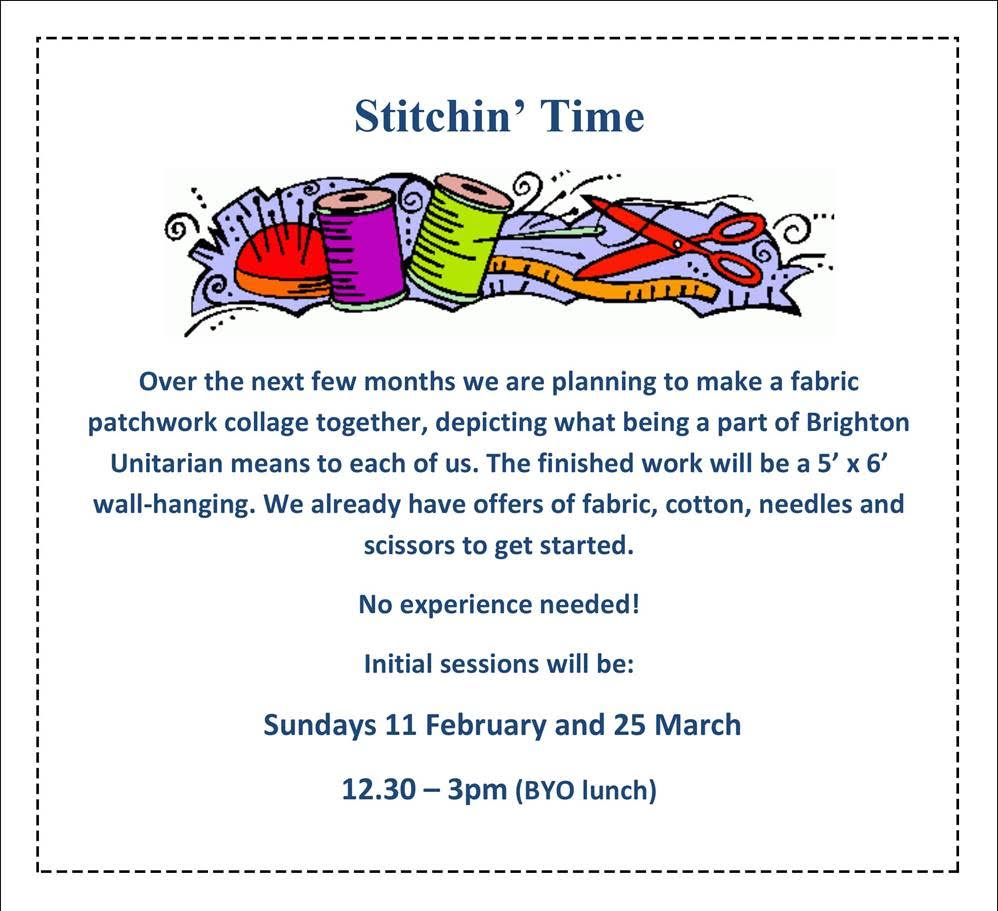 Stitchin’ Time
Over the next few months we are planning to make a fabric
patchwork collage together, depicting what being a part of Brighton
Unitarian means to each of us. The finished work will be a 5’ x 6’
wall-hanging. We already have offers of fabric, cotton, needles and
scissors to get started.
No experience needed!
Initial sessions will be:
Sundays 11 February and 25 March
12.30 – 3pm (BYO lunch)